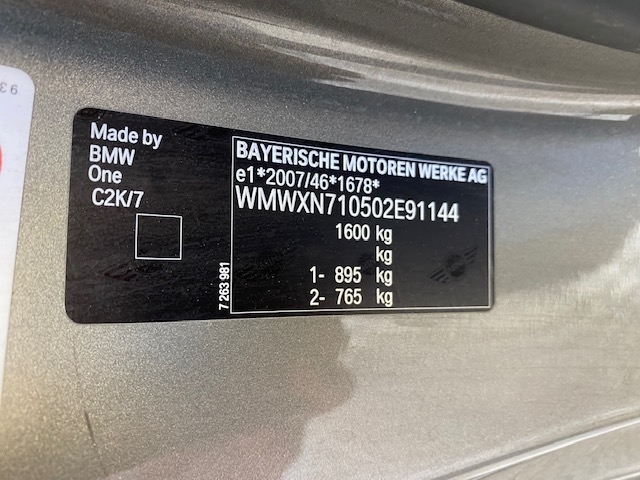 Made by
BMW
One
C2K/7
7 263 981
BAYERISCHE MOTOREN WERKE AG
e1*2007/46*1678*
WMWXN710502E91144
1600 kg
kg
1- 895 kg
2- 765 kg